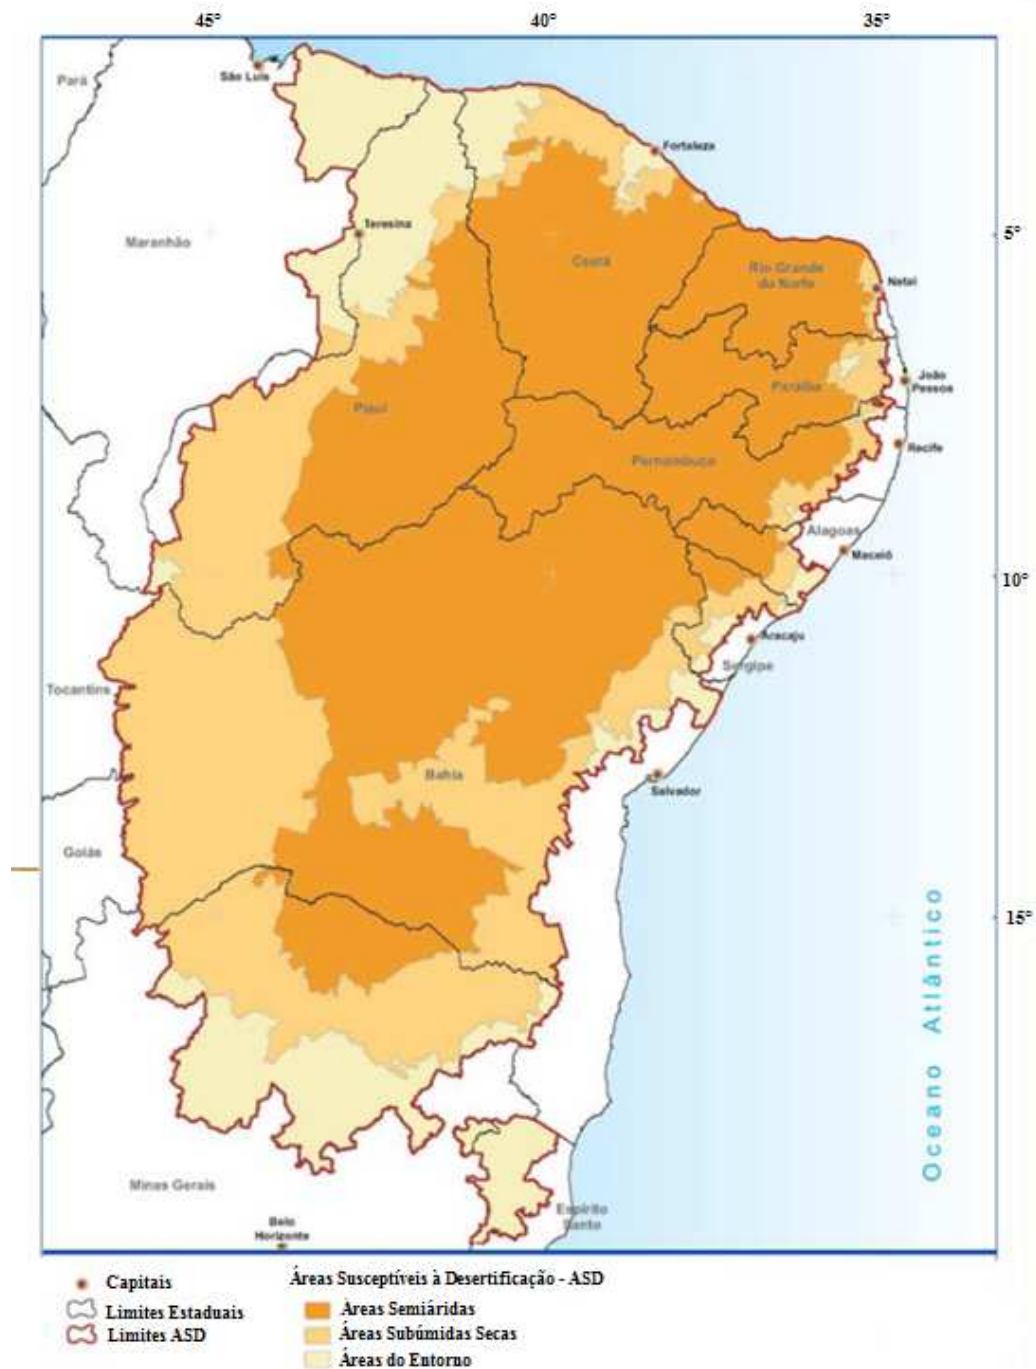 45°
40°
35°
Pará
São Luís
Fortaleza
Teresina
Maranhão
5°
Ceará
Rio Grande
do Norte
Natal
João
Pessoa
Paraíba
Piauí
Recife
Pernambuco
Alagoas
Maceió
10°
Aracaju
Sergipe
Tocantins
Bahia
Salvador
Goiás
15°
Oceano Atlântico
Minas Gerais
Belo
Horizonte
Espírito
Santo
Capitais
Limites Estaduais
Limites ASD
Áreas Susceptíveis à Desertificação - ASD
Àreas Semiáridas
Áreas Subúmidas Secas
Áreas do Entorno